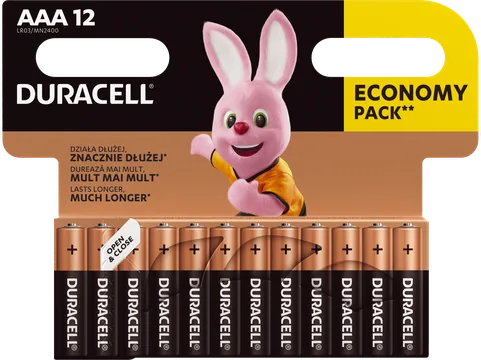 AAA 12
LR03/MN2400
DURACELL®
ECONOMY
PACK**
DZIAŁA DŁUŻEJ,
ZNACZNIE DŁUŻEJ*
DUREAZĂ MAI MULT,
MULT MAI MULT*
LASTS LONGER,
MUCH LONGER*
OPEN
& CLOSE
+ + + + + + + + + + +
DURACELL
DURACELL
DURACELL
DURACELL
DURACELL
DURACELL
DURACELL
DURACELL
DURACELL
DURACELL
DURACELL
DURACELL